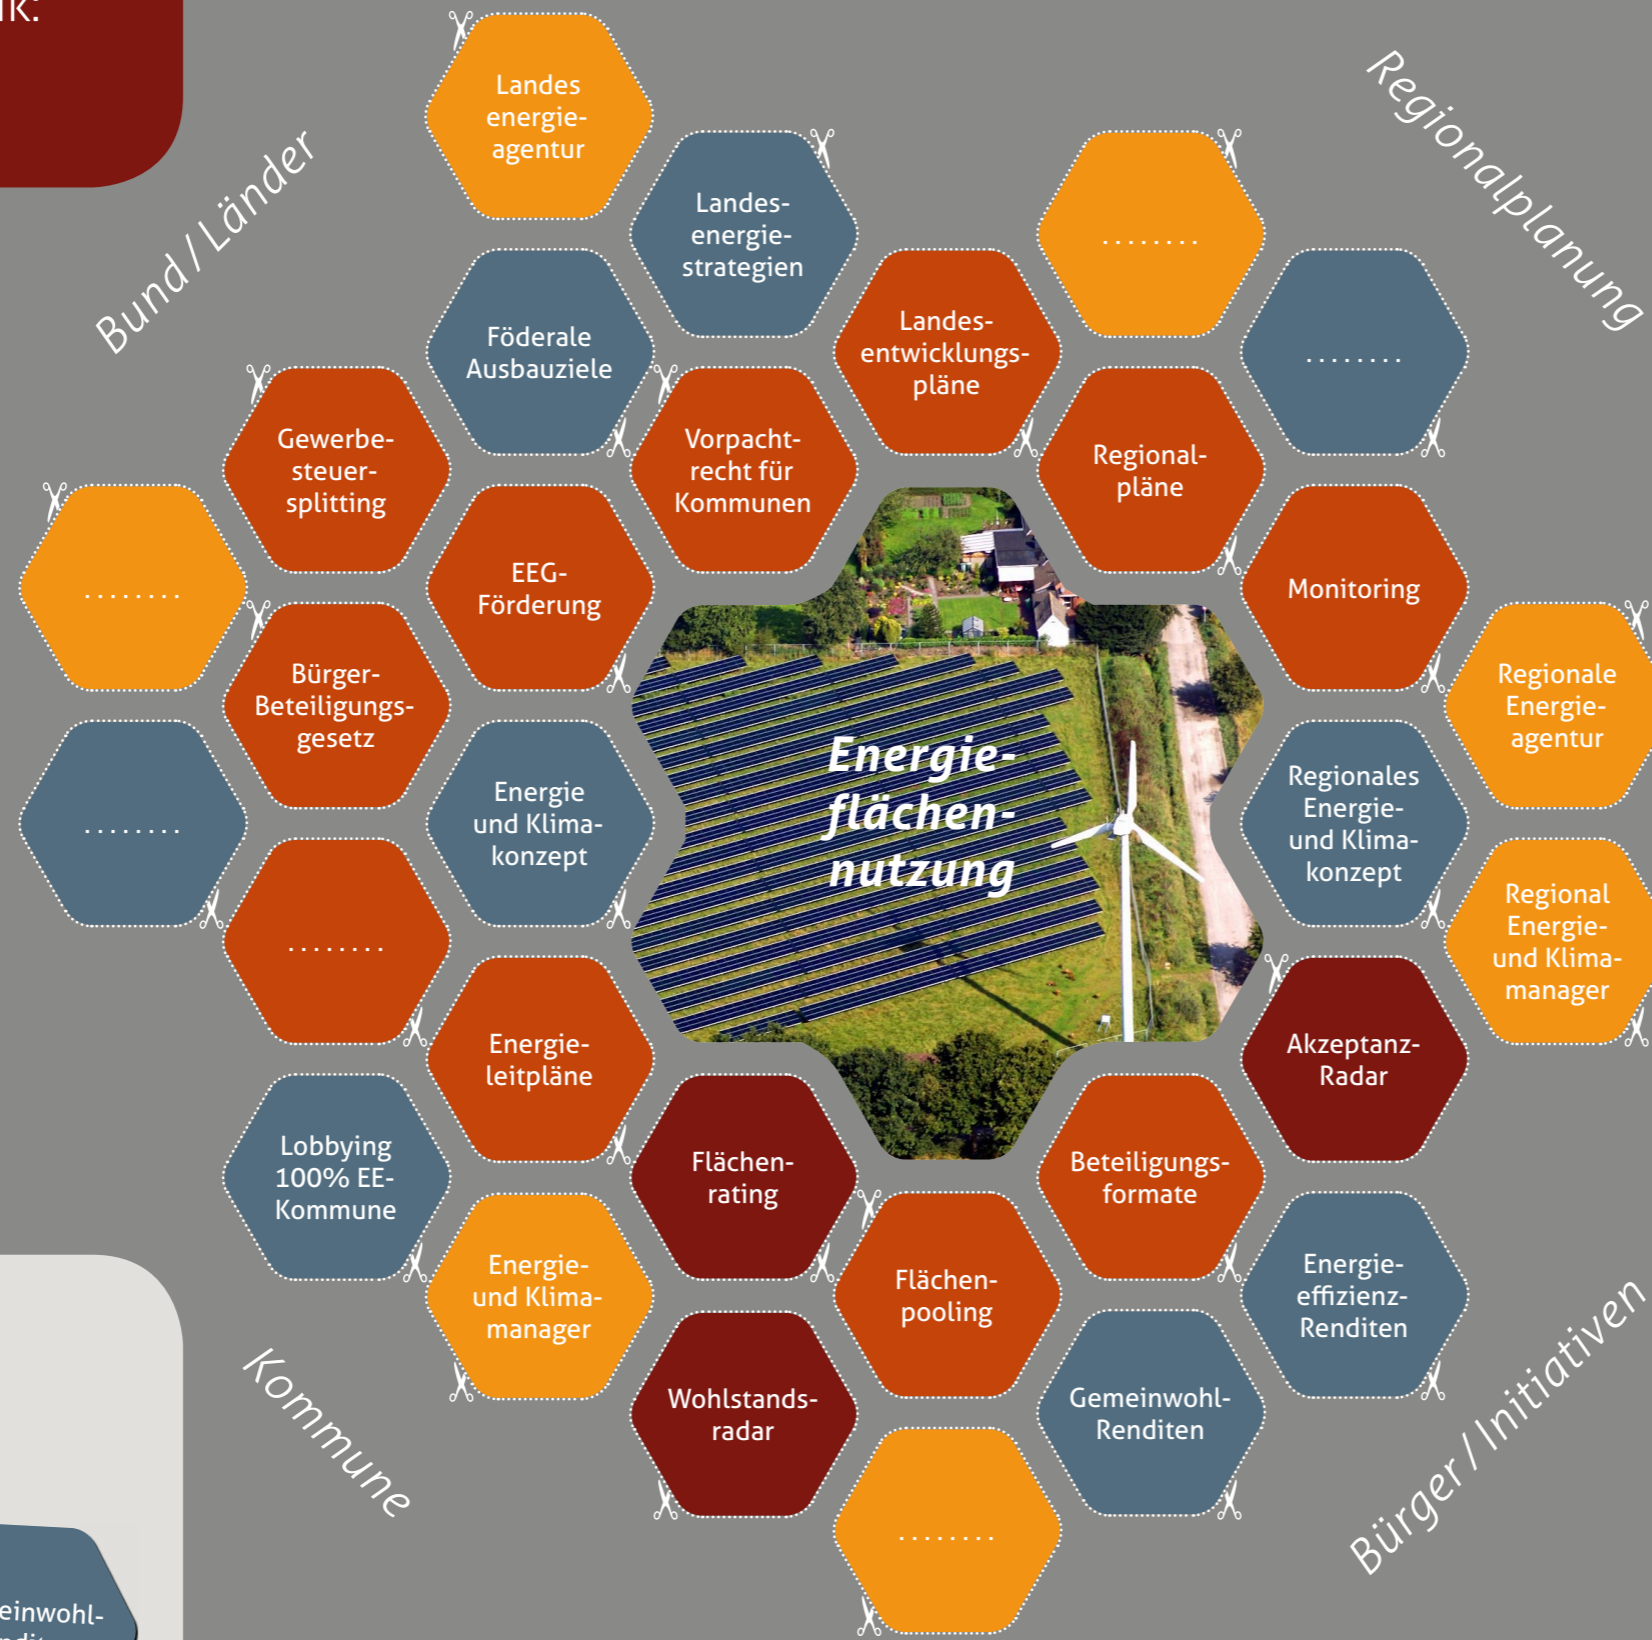 ik:
Bund / Länder
Regionalplanung
Landes
energie-
agentur
Landes-
energie-
strategien
........
Föderale
Ausbauziele
Landes-
entwicklungs-
pläne
........
Gewerbe-
steuer-
splitting
Vorpacht-
recht für
Kommunen
Regional-
pläne
........
EEG-
Förderung
Monitoring
Bürger-
Beteiligungs-
gesetz
Regionale
Energie-
agentur
........
Energie
und Klima-
konzept
Energie-
flächen-
nutzung
Regionales
Energie-
und Klima-
konzept
........
Regional
Energie-
und Klima-
manager
Energie-
leitpläne
Akzeptanz-
Radar
Lobbying
100% EE-
Kommune
Flächen-
rating
Beteiligungs-
formate
Energie-
und Klima-
manager
Flächen-
pooling
Energie-
effizienz-
Renditen
Wohlstands-
radar
Gemeinwohl-
Renditen
........
Kommune
Bürger / Initiativen
einwohl-